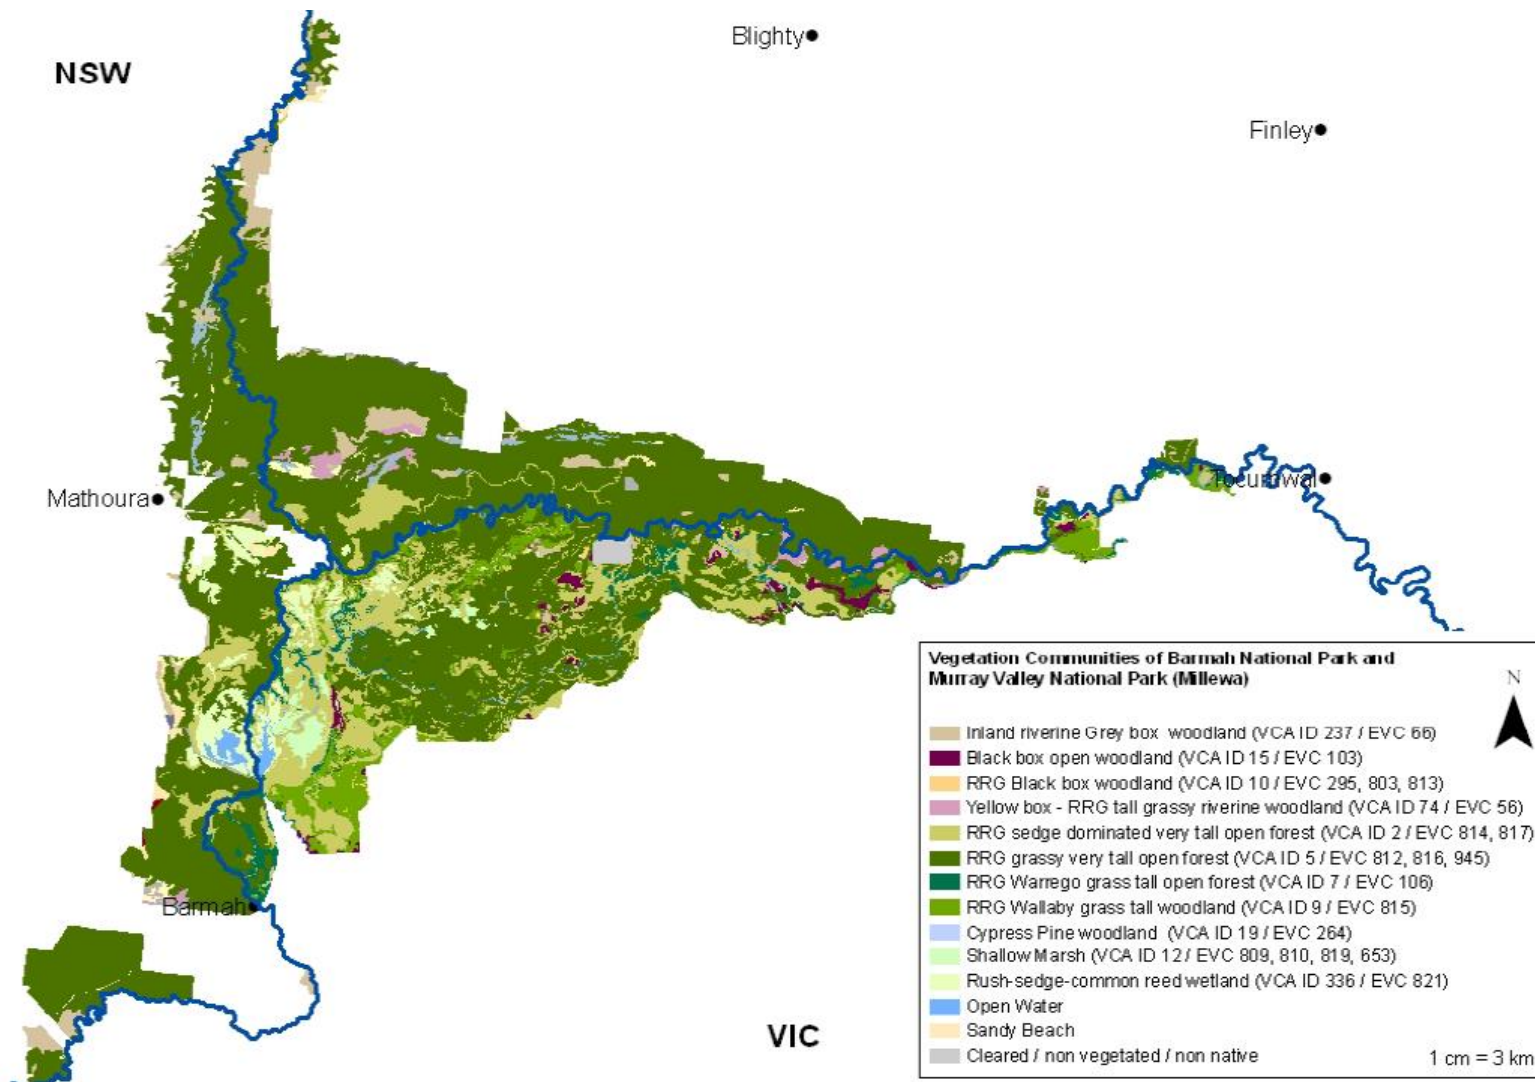 Blighty
NSW
Finley
Mathoura
Tocumwal
Barmah
VIC
Vegetation Communities of Barmah National Park and
Murray Valley National Park (Millewa)
N
Inland riverine Grey box woodland (VCA ID 237 / EVC 66)
Black box open woodland (VCA ID 15 / EVC 103)
RRG Black box woodland (VCA ID 10 / EVC 295, 803, 813)
Yellow box - RRG tall grassy riverine woodland (VCA ID 74 / EVC 56)
RRG sedge dominated very tall open forest (VCA ID 2 / EVC 814, 817)
RRG grassy very tall open forest (VCA ID 5 / EVC 812, 816, 945)
RRG Warrego grass tall open forest (VCA ID 7 / EVC 106)
RRG Wallaby grass tall woodland (VCA ID 9 / EVC 815)
Cypress Pine woodland (VCA ID 19 / EVC 264)
Shallow Marsh (VCA ID 12 / EVC 809, 810, 819, 653)
Rush-sedge-common reed wetland (VCA ID 336 / EVC 821)
Open Water
Sandy Beach
Cleared / non vegetated / non native
1 cm = 3 km